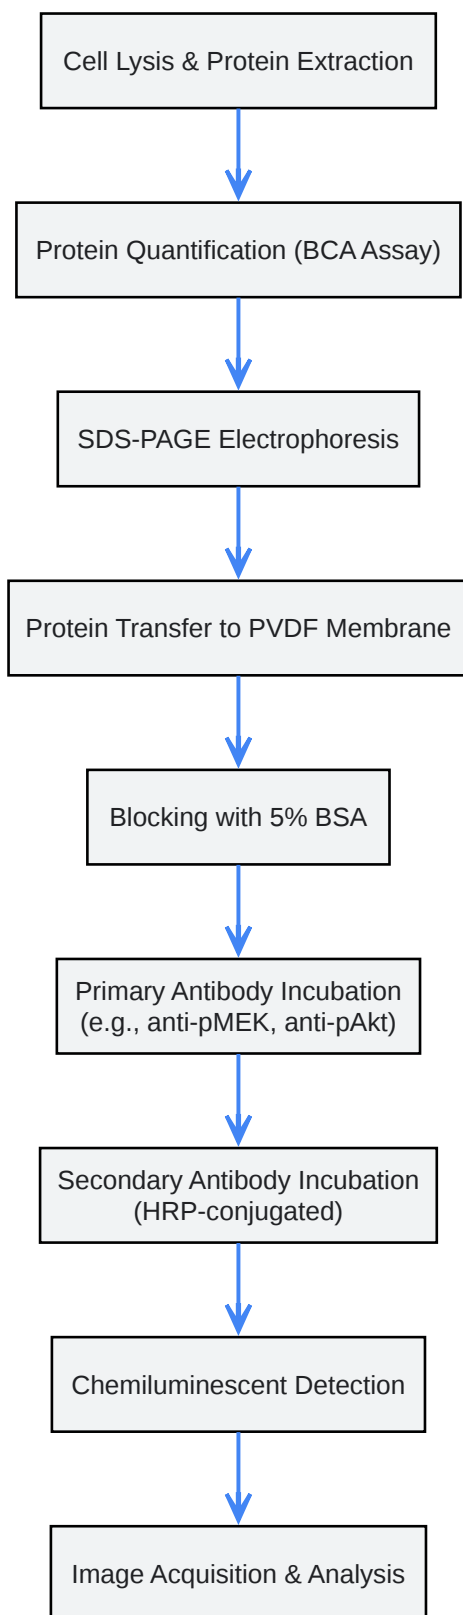 Cell Lysis & Protein Extraction
Protein Quantification (BCA Assay)
SDS-PAGE Electrophoresis
Protein Transfer to PVDF Membrane
Blocking with 5% BSA
Primary Antibody Incubation
(e.g., anti-pMEK, anti-pAkt)
Secondary Antibody Incubation
(HRP-conjugated)
Chemiluminescent Detection
Image Acquisition & Analysis